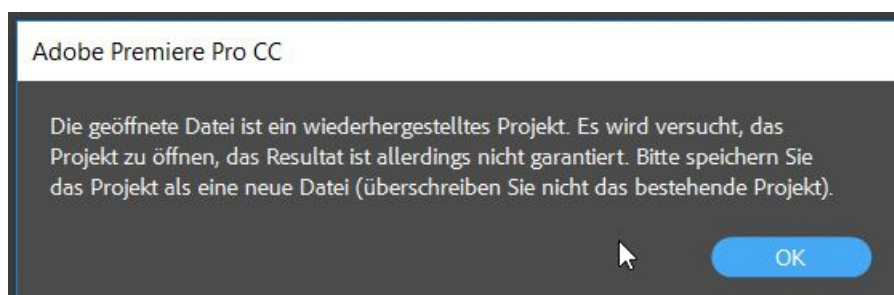 Adobe Premiere Pro CC
Die geöffnete Datei ist ein wiederhergestelltes Projekt. Es wird versucht, das
Projekt zu öffnen, das Resultat ist allerdings nicht garantiert. Bitte speichern Sie
das Projekt als eine neue Datei (überschreiben Sie nicht das bestehende Projekt).
OK